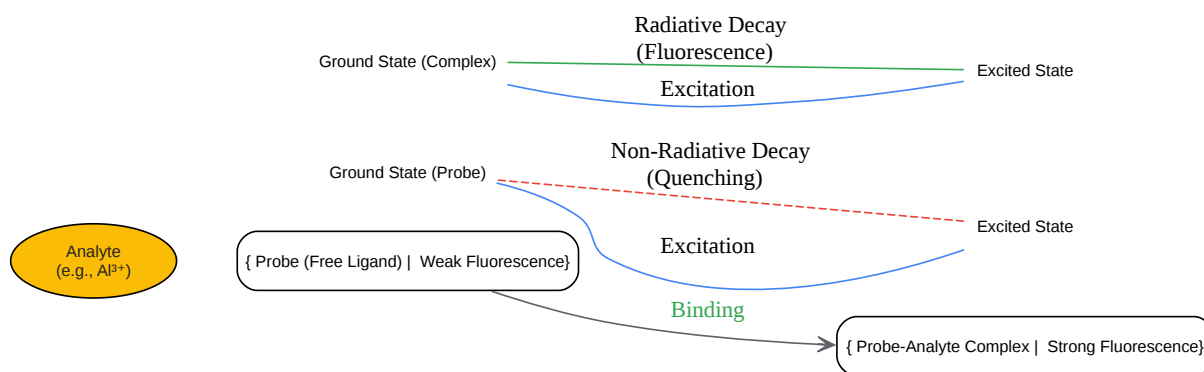 Radiative Decay
(Fluorescence)
Ground State (Complex)
Excited State
Excitation
Non-Radiative Decay
(Quenching)
Ground State (Probe)
Excited State
Excitation
Analyte
(e.g., Al³⁺)
{ Probe (Free Ligand) |  Weak Fluorescence}
Binding
{ Probe-Analyte Complex |  Strong Fluorescence}